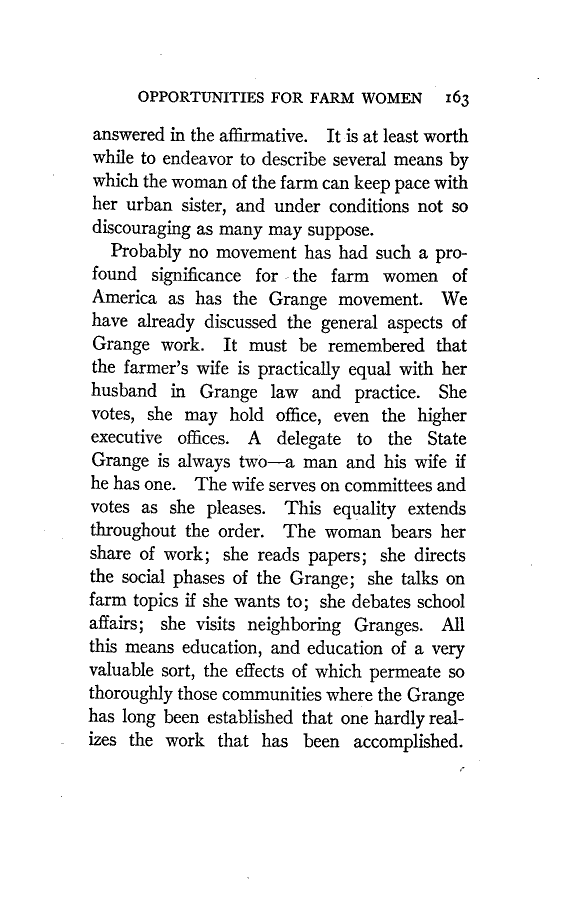 OPPORTUNITIES FOR FARM WOMEN 163
answered in the affirmative. It is at least worth
while to endeavor to describe several means by
which the woman of the farm can keep pace with
her urban sister, and under conditions not so
discouraging as many may suppose.
Probably no movement has had such a pro-
found significance for the farm women of
America as has the Grange movement. We
have already discussed the general aspects of
Grange work. It must be remembered that
the farmer's wife is practically equal with her
husband in Grange law and practice. She
votes, she may hold office, even the higher
executive offices. A delegate to the State
Grange is always two—a man and his wife if
he has one. The wife serves on committees and
votes as she pleases. This equality extends
throughout the order. The woman bears her
share of work; she reads papers; she directs
the social phases of the Grange; she talks on
farm topics if she wants to; she debates school
affairs; she visits neighboring Granges. All
this means education, and education of a very
valuable sort, the effects of which permeate so
thoroughly those communities where the Grange
has long been established that one hardly real-
izes the work that has been accomplished.